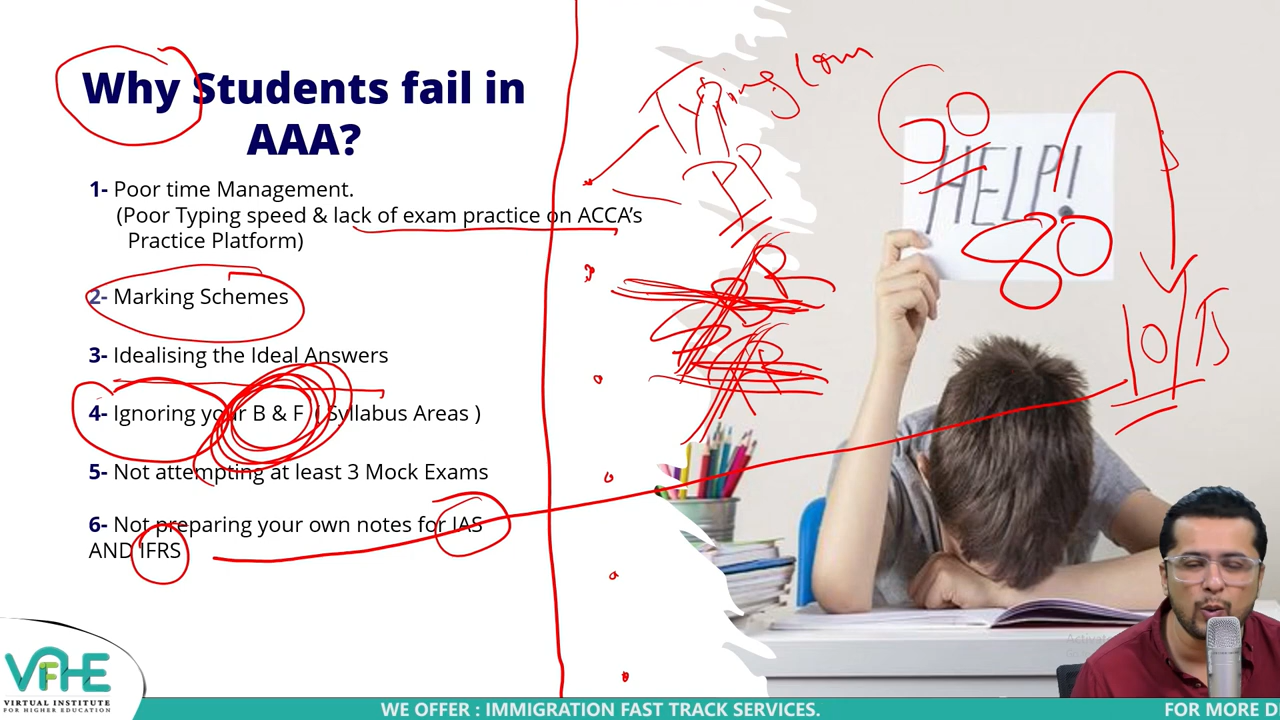 Why Students fail in
AAA?
1- Poor time Management.
(Poor Typing speed & lack of exam practice on ACCA's
Practice Platform)
2- Marking Schemes
3- Idealising the Ideal Answers
4- Ignoring your B & F ( Syllabus Areas )
5- Not attempting at least 3 Mock Exams
6- Not preparing your own notes for IAS
AND IFRS
Typing
PP
60
HELP!
80
VIFHE
VIRTUAL INSTITUTE
FOR HIGHER EDUCATION
WE OFFER : IMMIGRATION FAST TRACK SERVICES.
FOR MORE D